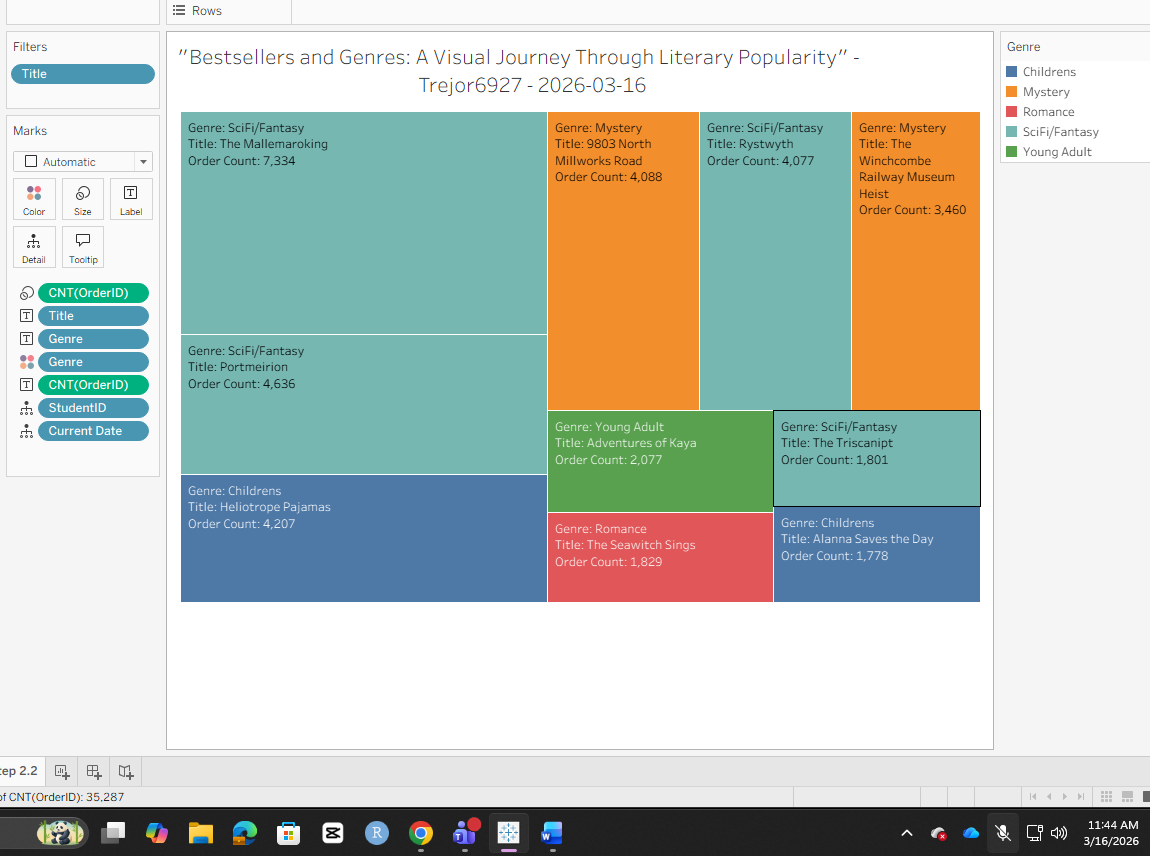 Rows
Filters
Title
Marks
Automatic
Color
Size
Label
Detail
Tooltip
CNT(OrderID)
Title
Genre
Genre
CNT(OrderID)
StudentID
Current Date
"Bestsellers and Genres: A Visual Journey Through Literary Popularity" -
Trejor6927 - 2026-03-16
Genre: SciFi/Fantasy
Title: The Mallemaroking
Order Count: 7,334
Genre: SciFi/Fantasy
Title: Portmeirion
Order Count: 4,636
Genre: Childrens
Title: Heliotrope Pajamas
Order Count: 4,207
Genre: Mystery
Title: 9803 North
Millworks Road
Order Count: 4,088
Genre: SciFi/Fantasy
Title: Rystwyth
Order Count: 4,077
Genre: Mystery
Title: The
Winchcombe
Railway Museum
Heist
Order Count: 3,460
Genre: Young Adult
Title: Adventures of Kaya
Order Count: 2,077
Genre: Romance
Title: The Seawitch Sings
Order Count: 1,829
Genre: SciFi/Fantasy
Title: The Triscanipt
Order Count: 1,801
Genre: Childrens
Title: Alanna Saves the Day
Order Count: 1,778
Genre
Childrens
Mystery
Romance
SciFi/Fantasy
Young Adult
tep 2.2
of CNT(OrderID): 35,287
11:44 AM
3/16/2026